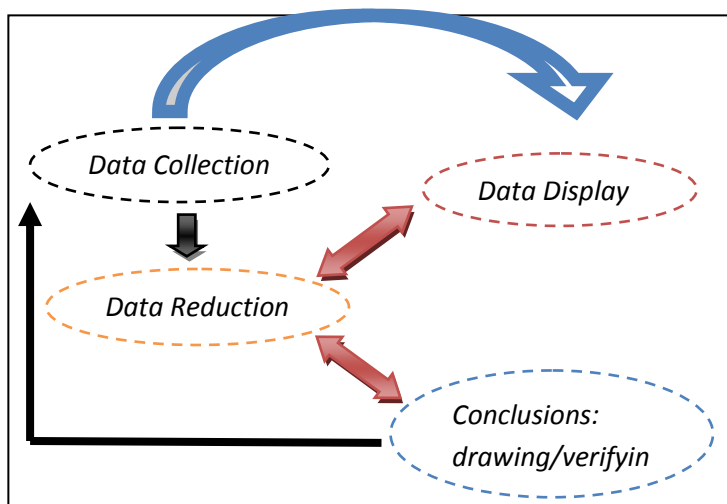 Data Collection
Data Display
Data Reduction
Conclusions:
drawing/verifyin